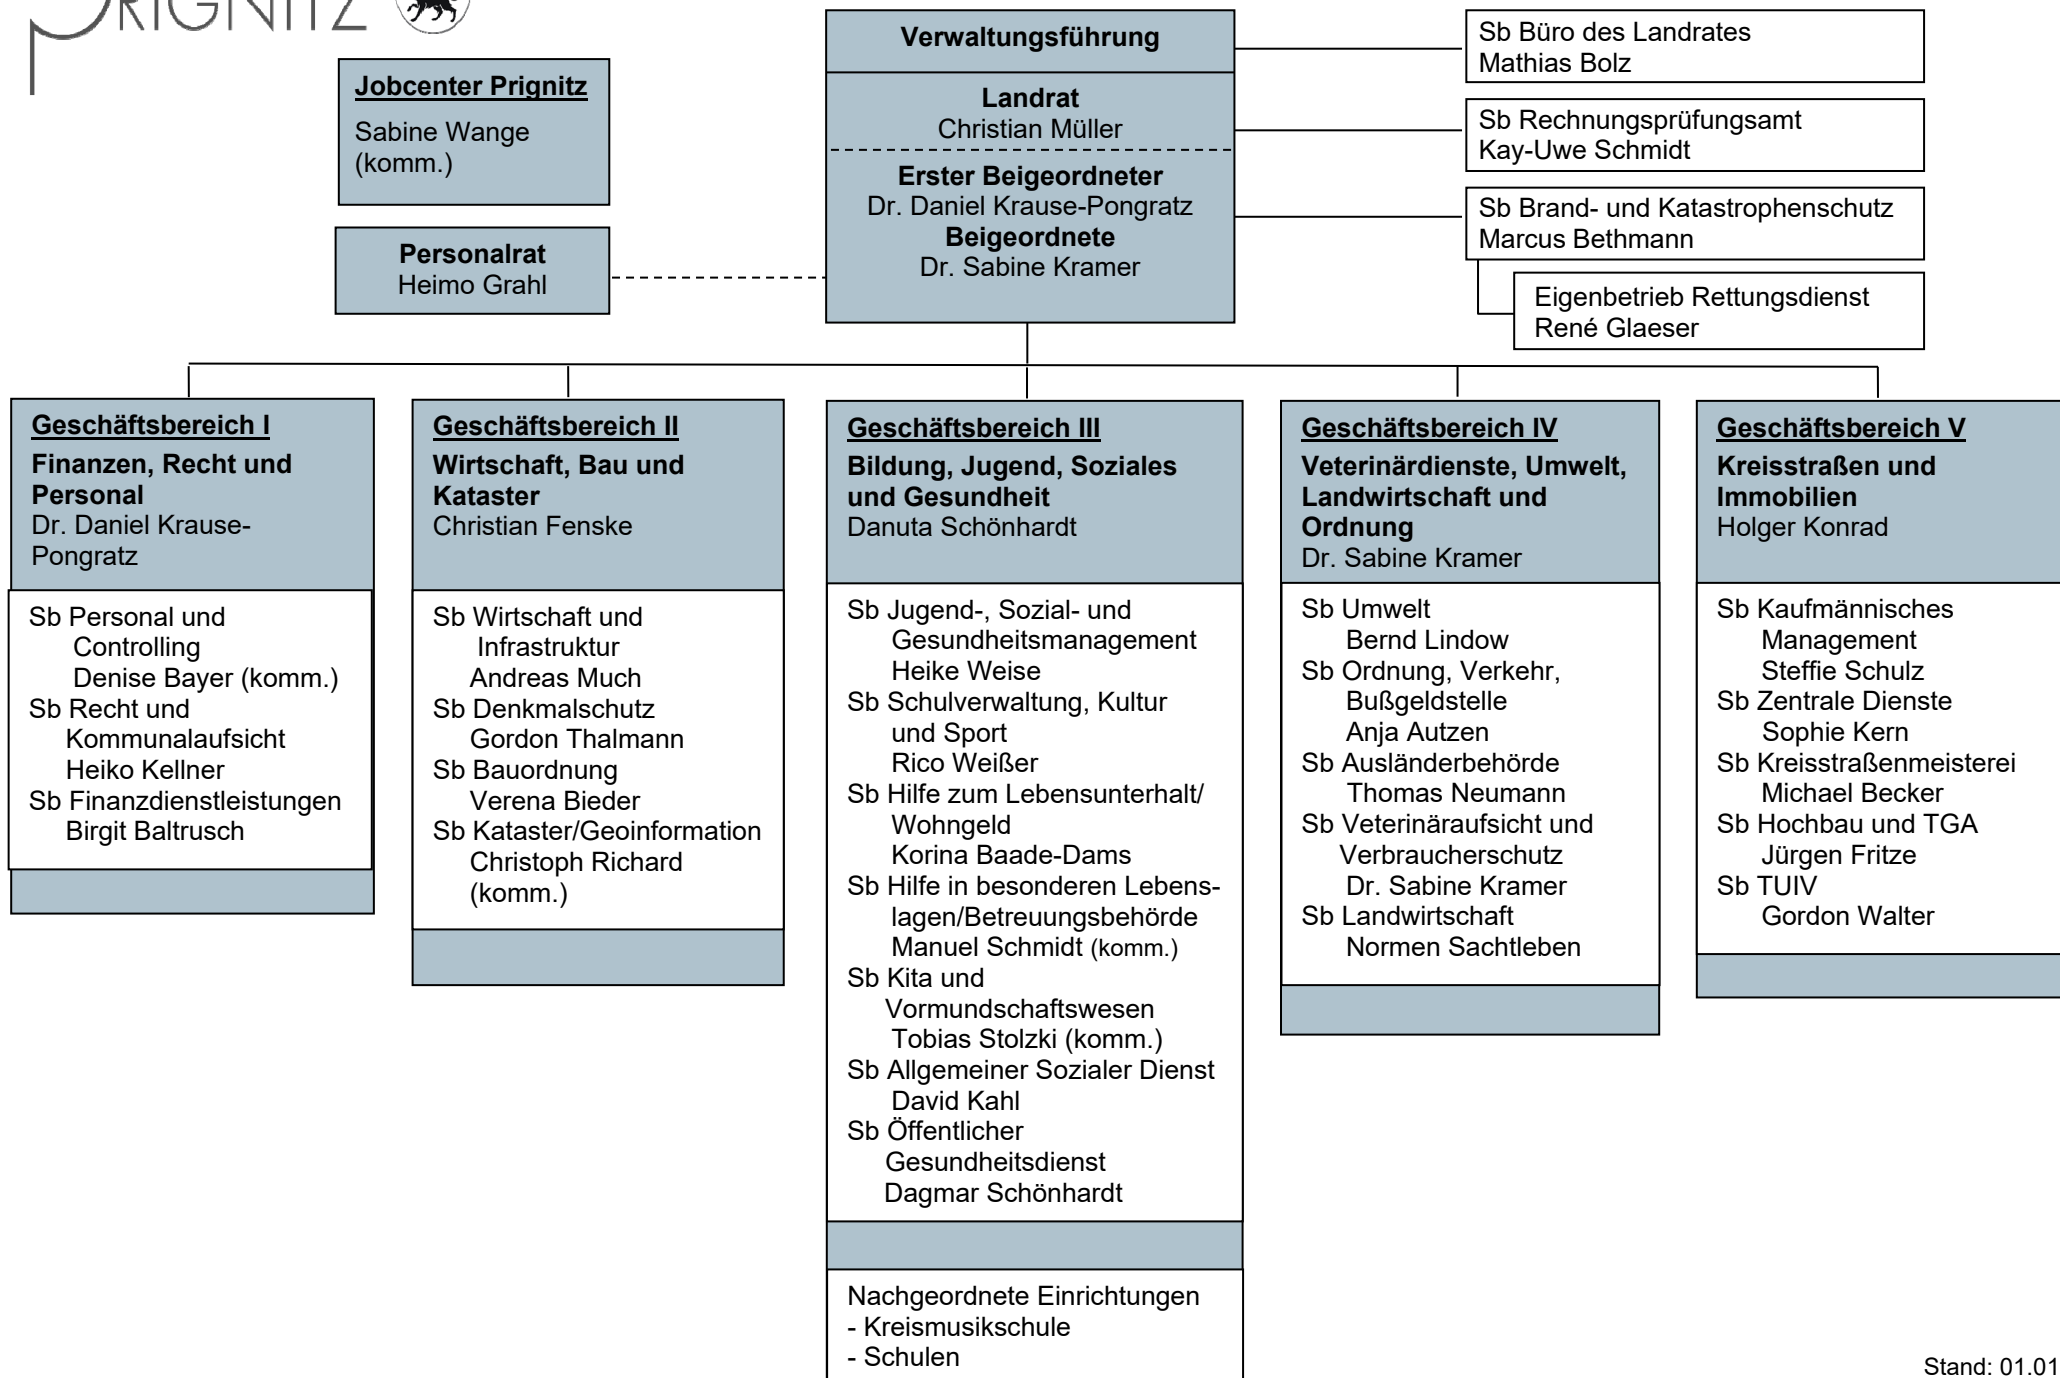 PRIGNITZ
Jobcenter Prignitz
Sabine Wange
(komm.)
Personalrat
Heimo Grahl
Verwaltungsführung
Landrat
Christian Müller
Erster Beigeordneter
Dr. Daniel Krause-Pongratz
Beigeordnete
Dr. Sabine Kramer
Sb Büro des Landrates
Mathias Bolz
Sb Rechnungsprüfungsamt
Kay-Uwe Schmidt
Sb Brand- und Katastrophenschutz
Marcus Bethmann
Eigenbetrieb Rettungsdienst
René Glaeser
Geschäftsbereich I
Finanzen, Recht und
Personal
Dr. Daniel Krause-
Pongratz
Sb Personal und
Controlling
Denise Bayer (komm.)
Sb Recht und
Kommunalaufsicht
Heiko Kellner
Sb Finanzdienstleistungen
Birgit Baltrusch
Geschäftsbereich II
Wirtschaft, Bau und
Kataster
Christian Fenske
Sb Wirtschaft und
Infrastruktur
Andreas Much
Sb Denkmalschutz
Gordon Thalmann
Sb Bauordnung
Verena Bieder
Sb Kataster/Geoinformation
Christoph Richard
(komm.)
Geschäftsbereich III
Bildung, Jugend, Soziales
und Gesundheit
Danuta Schönhardt
Sb Jugend-, Sozial- und
Gesundheitsmanagement
Heike Weise
Sb Schulverwaltung, Kultur
und Sport
Rico Weißer
Sb Hilfe zum Lebensunterhalt/
Wohngeld
Korina Baade-Dams
Sb Hilfe in besonderen Lebens-
lagen/Betreuungsbehörde
Manuel Schmidt (komm.)
Sb Kita und
Vormundschaftswesen
Tobias Stolzki (komm.)
Sb Allgemeiner Sozialer Dienst
David Kahl
Sb Öffentlicher
Gesundheitsdienst
Dagmar Schönhardt
Nachgeordnete Einrichtungen
- Kreismusikschule
- Schulen
Geschäftsbereich IV
Veterinärdienste, Umwelt,
Landwirtschaft und
Ordnung
Dr. Sabine Kramer
Sb Umwelt
Bernd Lindow
Sb Ordnung, Verkehr,
Bußgeldstelle
Anja Autzen
Sb Ausländerbehörde
Thomas Neumann
Sb Veterinäraufsicht und
Verbraucherschutz
Dr. Sabine Kramer
Sb Landwirtschaft
Normen Sachtleben
Geschäftsbereich V
Kreisstraßen und
Immobilien
Holger Konrad
Sb Kaufmännisches
Management
Steffie Schulz
Sb Zentrale Dienste
Sophie Kern
Sb Kreisstraßenmeisterei
Michael Becker
Sb Hochbau und TGA
Jürgen Fritze
Sb TUIV
Gordon Walter
Stand: 01.01